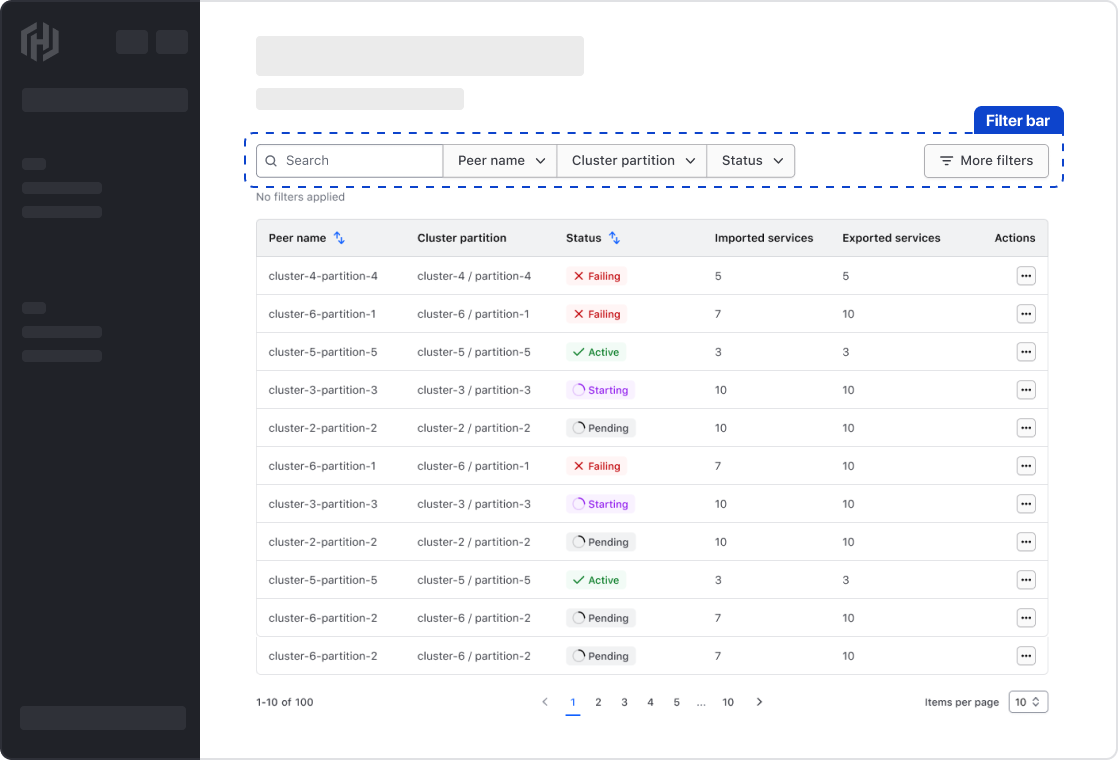 Filter bar
Search Peer name Cluster partition Status More filters
No filters applied
Peer name Cluster partition Status Imported services Exported services Actions
cluster-4-partition-4 cluster-4 / partition-4 Failing 5 5
cluster-6-partition-1 cluster-6 / partition-1 Failing 7 10
cluster-5-partition-5 cluster-5 / partition-5 Active 3 3
cluster-3-partition-3 cluster-3 / partition-3 Starting 10 10
cluster-2-partition-2 cluster-2 / partition-2 Pending 10 10
cluster-6-partition-1 cluster-6 / partition-1 Failing 7 10
cluster-3-partition-3 cluster-3 / partition-3 Starting 10 10
cluster-2-partition-2 cluster-2 / partition-2 Pending 10 10
cluster-5-partition-5 cluster-5 / partition-5 Active 3 3
cluster-6-partition-2 cluster-6 / partition-2 Pending 7 10
cluster-6-partition-2 cluster-6 / partition-2 Pending 7 10
1-10 of 100 1 2 3 4 5 ... 10 Items per page 10